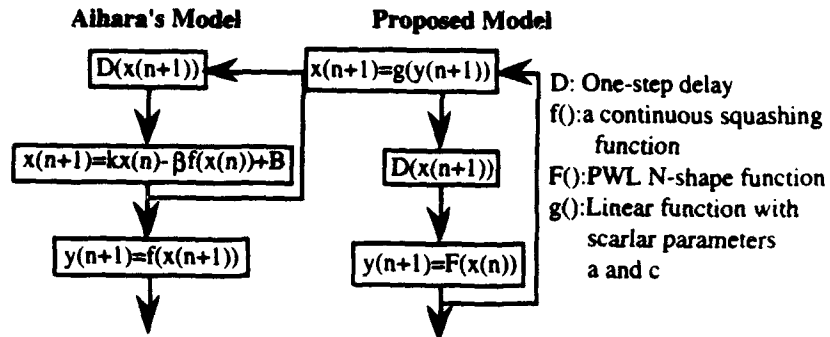 Aihara's Model
Proposed Model
D(x(n+1))
x(n+1)=kx(n)-βf(x(n))+B
y(n+1)=f(x(n+1))
x(n+1)=g(y(n+1))
D(x(n+1))
y(n+1)=F(x(n))
D: One-step delay
f():a continuous squashing
function
F():PWL N-shape function
g():Linear function with
scarlar parameters
a and c